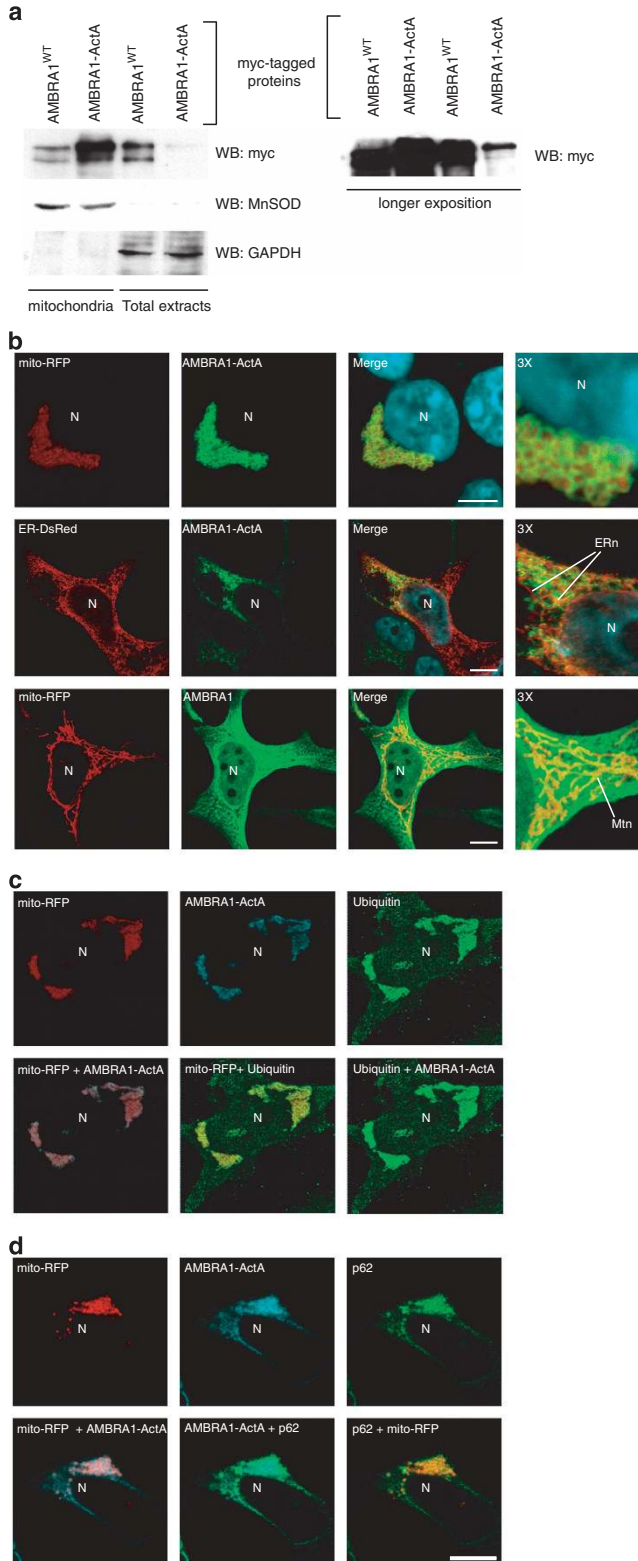 a
AMBRA1WT
AMBRA1-ActA
AMBRA1WT
AMBRA1-ActA
myc-tagged
proteins
AMBRA1WT
AMBRA1-ActA
AMBRA1WT
AMBRA1-ActA
WB: myc
WB: myc
longer exposition
WB: MnSOD
WB: GAPDH
mitochondria Total extracts
b
mito-RFP AMBRA1-ActA Merge 3X
N N N N
ER-DsRed AMBRA1-ActA Merge 3X
ERn
N N N N
mito-RFP AMBRA1 Merge 3X
N N N
Mtn
c
mito-RFP AMBRA1-ActA Ubiquitin
N N N
mito-RFP + AMBRA1-ActA mito-RFP+ Ubiquitin Ubiquitin + AMBRA1-ActA
N N N
d
mito-RFP AMBRA1-ActA p62
N N N
mito-RFP + AMBRA1-ActA AMBRA1-ActA + p62 p62 + mito-RFP
N N N